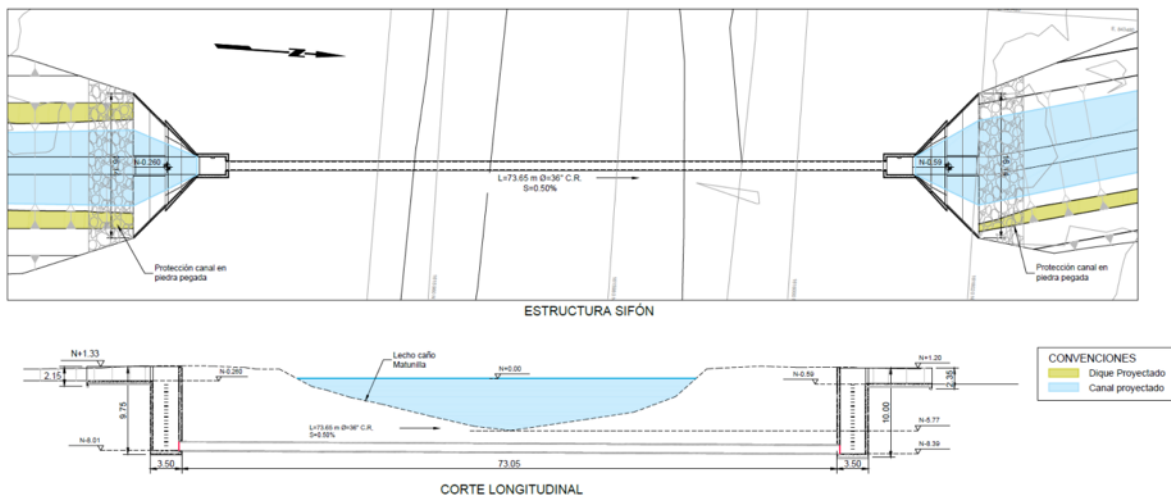 N
N-0.260
L=73.65 m Ø=36" C.R.
S=0.50%
N-0.59
Protección canal en
piedra pegada
Protección canal en
piedra pegada
ESTRUCTURA SIFÓN
N+1.33
2.15
N-0.260
9.75
N-8.01
3.50
Lecho caño
Matunilla
N=0.00
L=73.65 m Ø=36" C.R.
S=0.50%
73.05
N-0.59
N+1.20
2.35
10.00
N-5.77
N-8.39
3.50
CORTE LONGITUDINAL
CONVENCIONES
Dique Proyectado
Canal proyectado